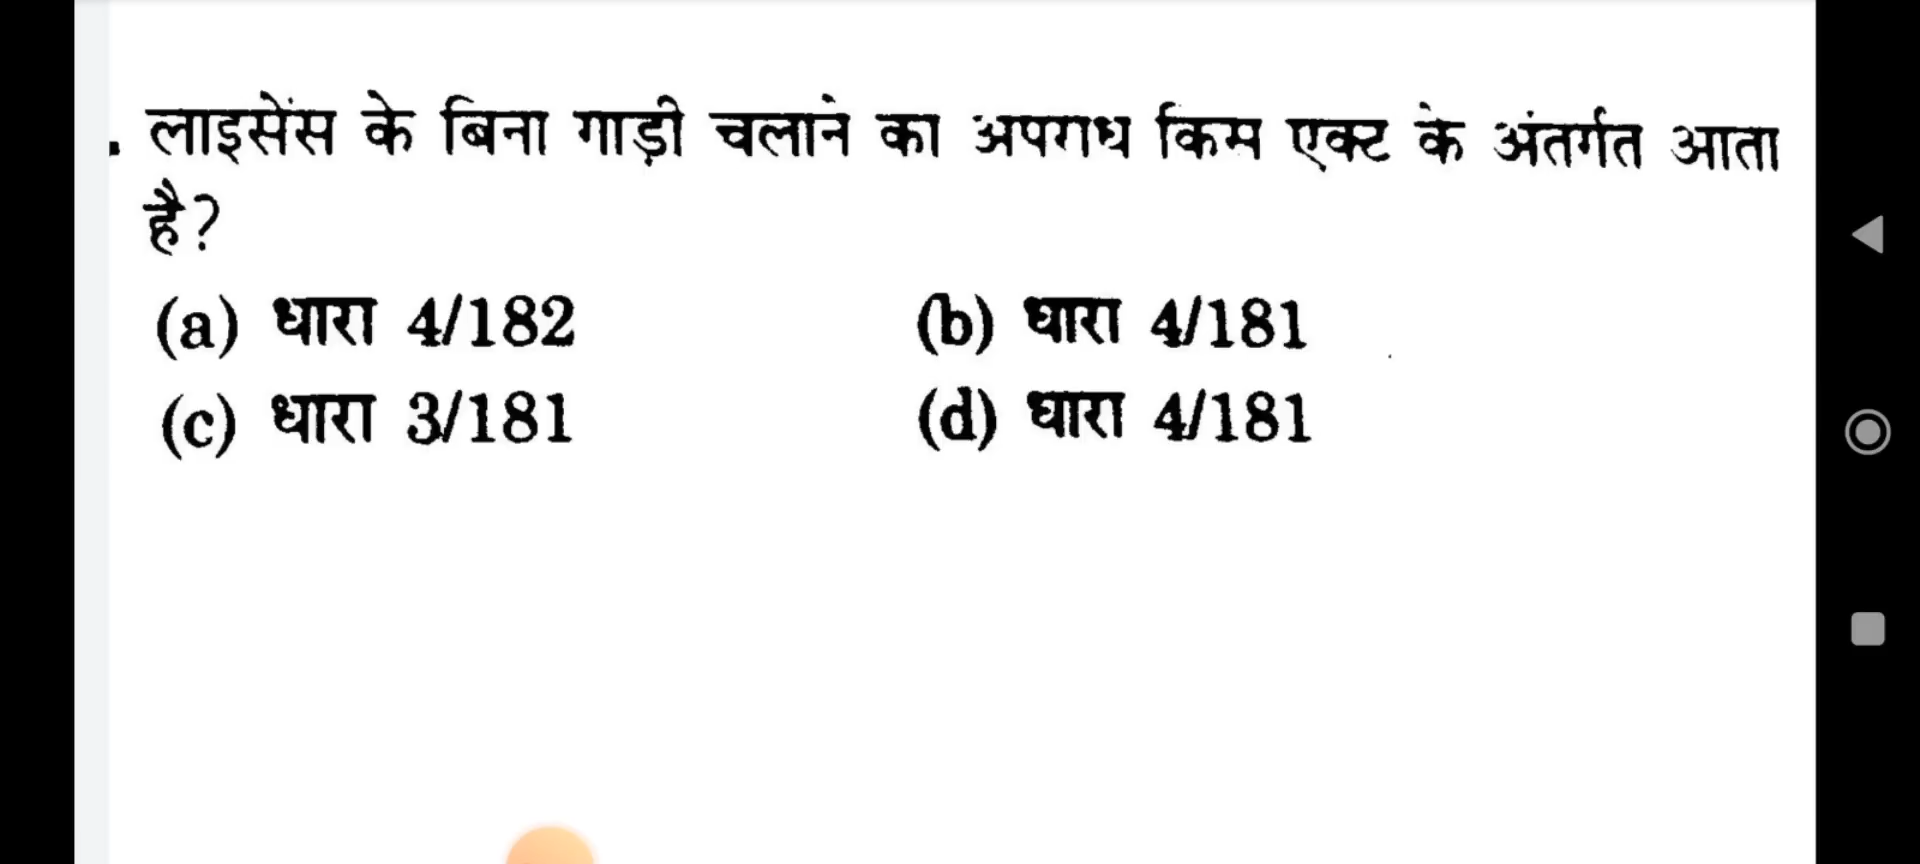 . लाइसेंस के बिना गाड़ी चलाने का अपराध किस एक्ट के अंतर्गत आता
है?
(a) धारा 4/182 (b) धारा 4/181
(c) धारा 3/181 (d) धारा 4/181